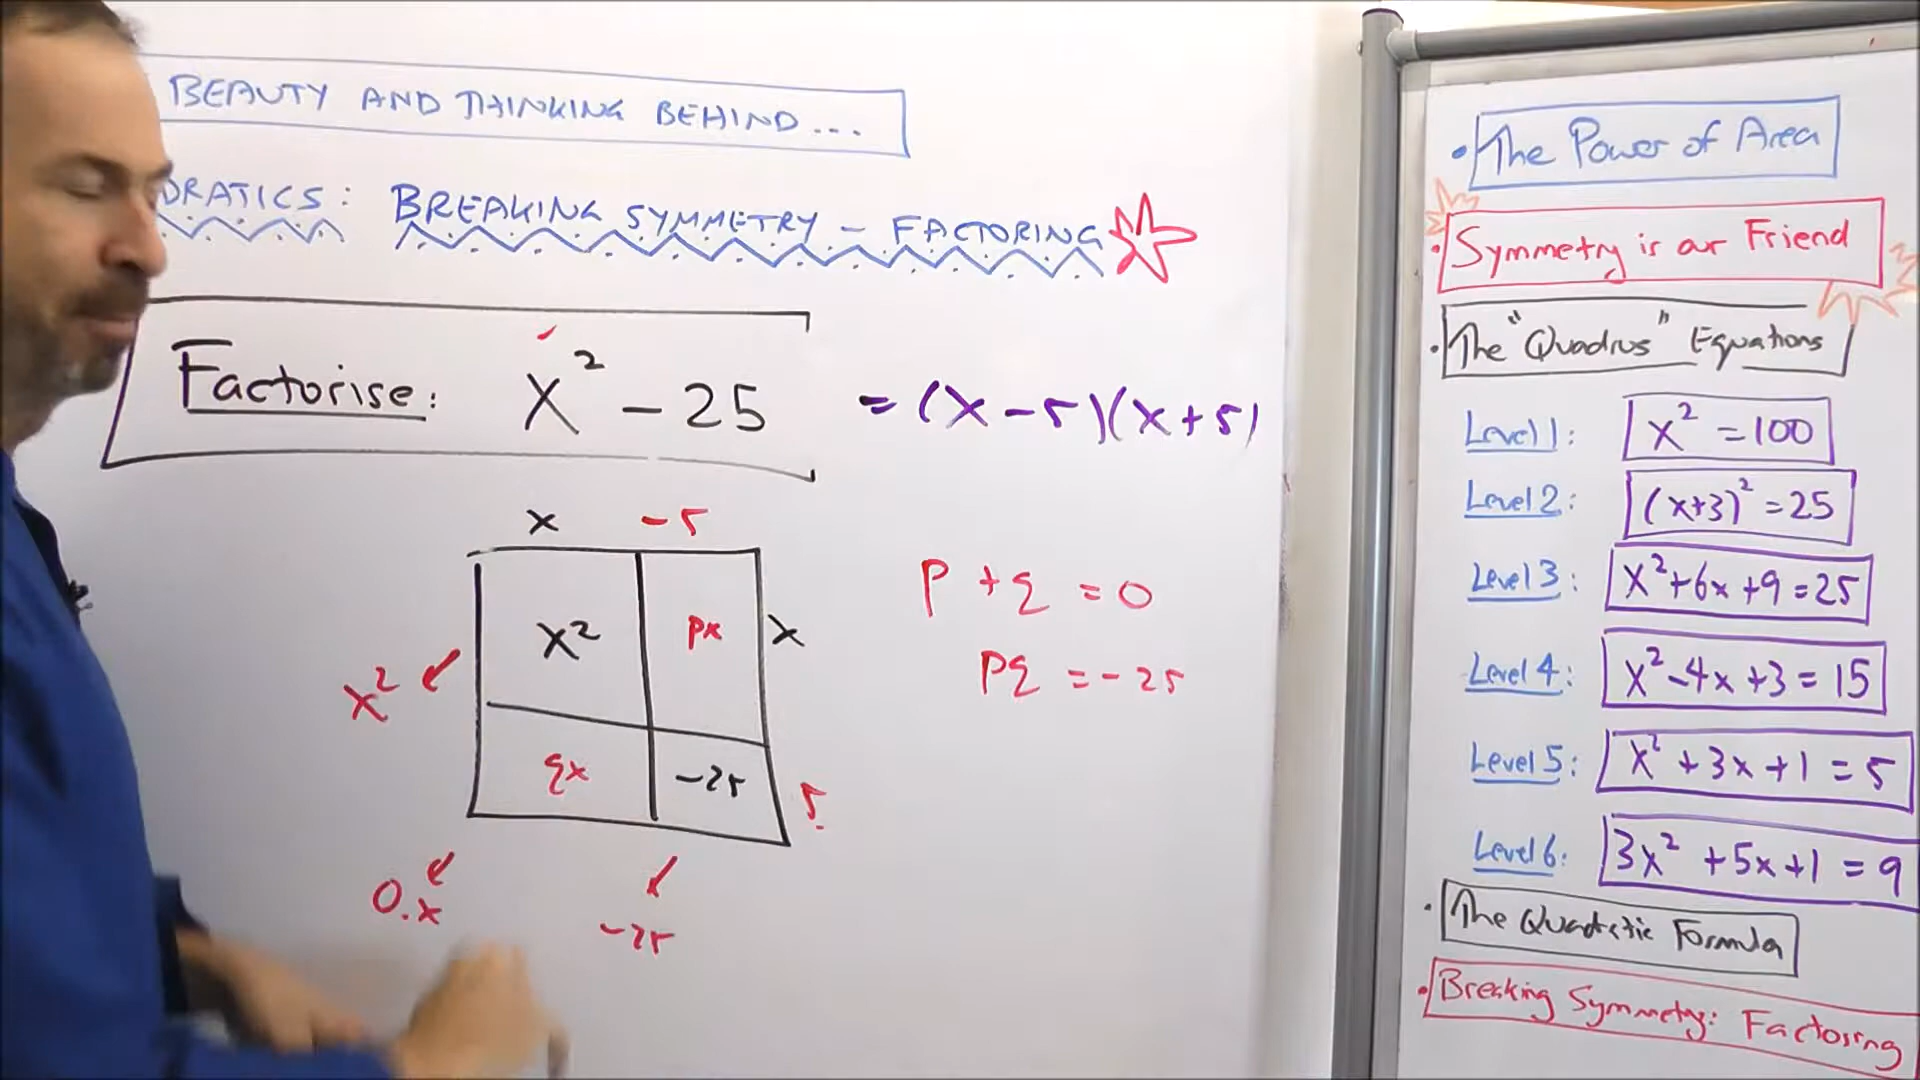 BEAUTY AND THINKING BEHIND...
DRATICS: BREAKING SYMMETRY - FACTORING
Factorise: x² - 25 = (x-5)(x+5)
x -5
x² px x
qx -25 5
x²
0.x
-25
p + q = 0
pq = -25
• The Power of Area
• Symmetry is our Friend
• The "Quadrus" Equations
Level 1: x² = 100
Level 2: (x+3)² = 25
Level 3: x² + 6x + 9 = 25
Level 4: x² - 4x + 3 = 15
Level 5: x² + 3x + 1 = 5
Level 6: 3x² + 5x + 1 = 9
• The Quadratic Formula
• Breaking Symmetry: Factoring